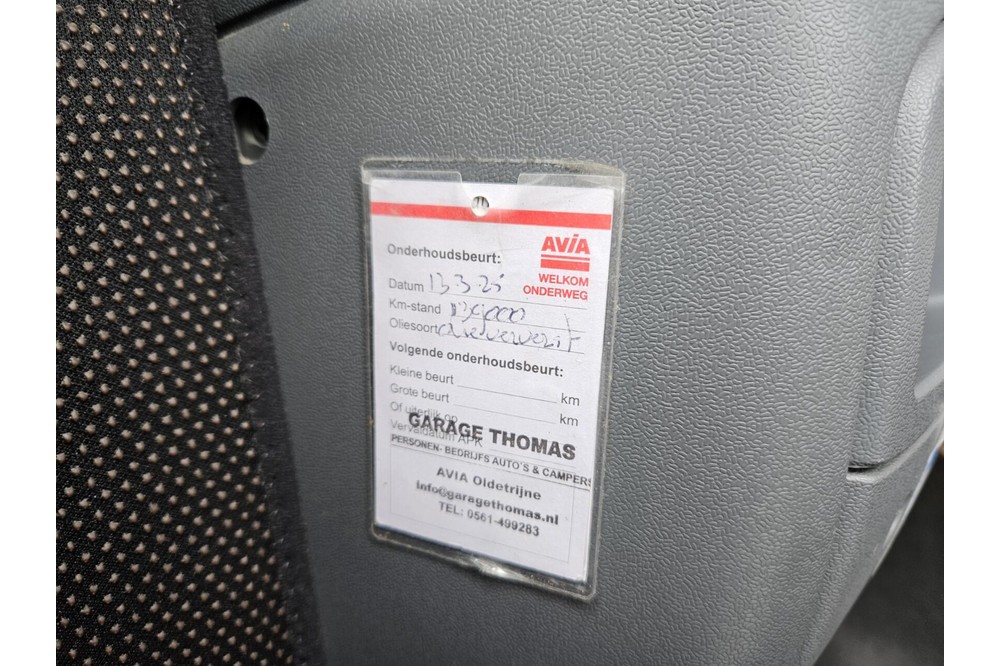 AVIA
Onderhoudsbeurt:
WELKOM
ONDERWEG
Datum 13-3-25
Km-stand
Oliesoort
Volgende onderhoudsbeurt:
Kleine beurt km
Grote beurt km
Of uiterlijk op
Vervaldatum APK
GARAGE THOMAS
PERSONEN- BEDRIJFS AUTO'S & CAMPERS
AVIA Oldetrijne
info@garagethomas.nl
TEL: 0561-499283